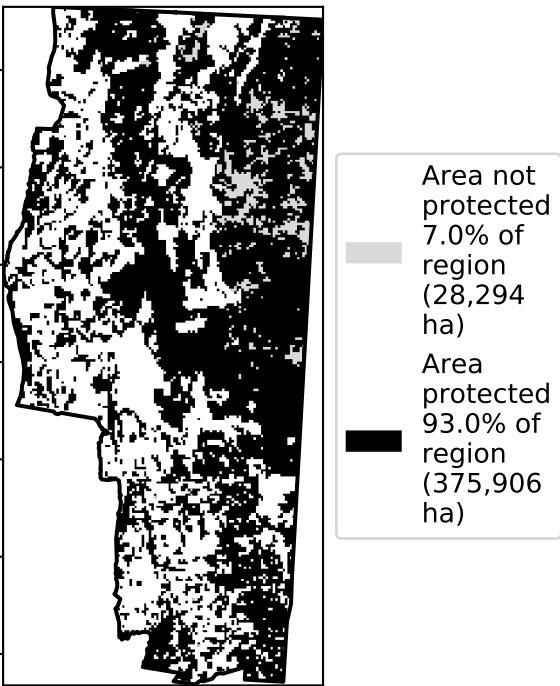 Area not
protected
7.0% of
region
(28,294
ha)
Area
protected
93.0% of
region
(375,906
ha)